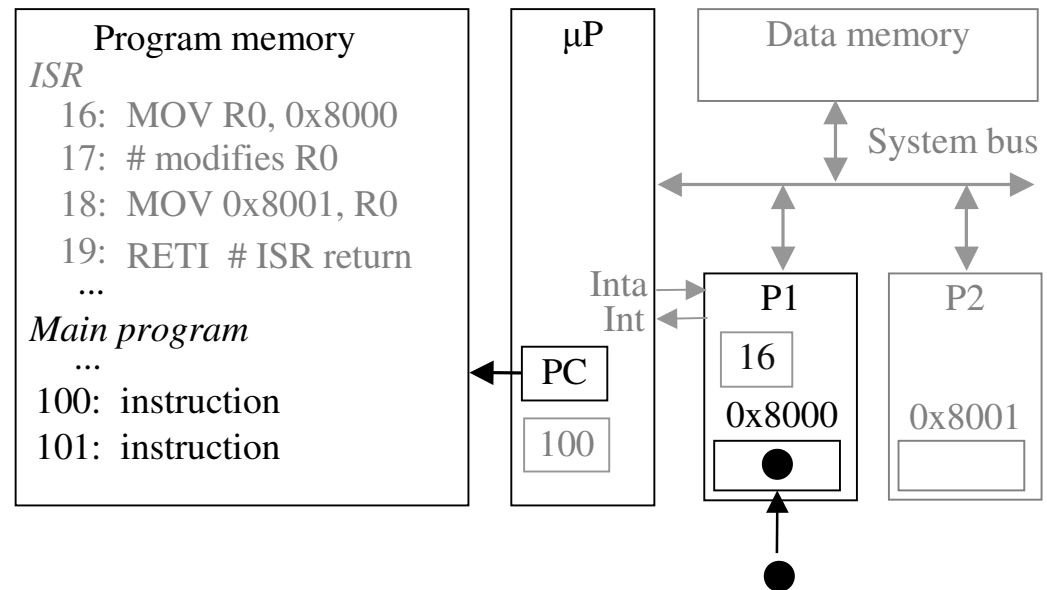 Program memory
ISR
16: MOV R0, 0x8000
17: # modifies R0
18: MOV 0x8001, R0
19: RETI # ISR return
...
Main program
...
100: instruction
101: instruction
μP
PC
100
Data memory
System bus
Inta
Int
P1
16
0x8000
P2
0x8001